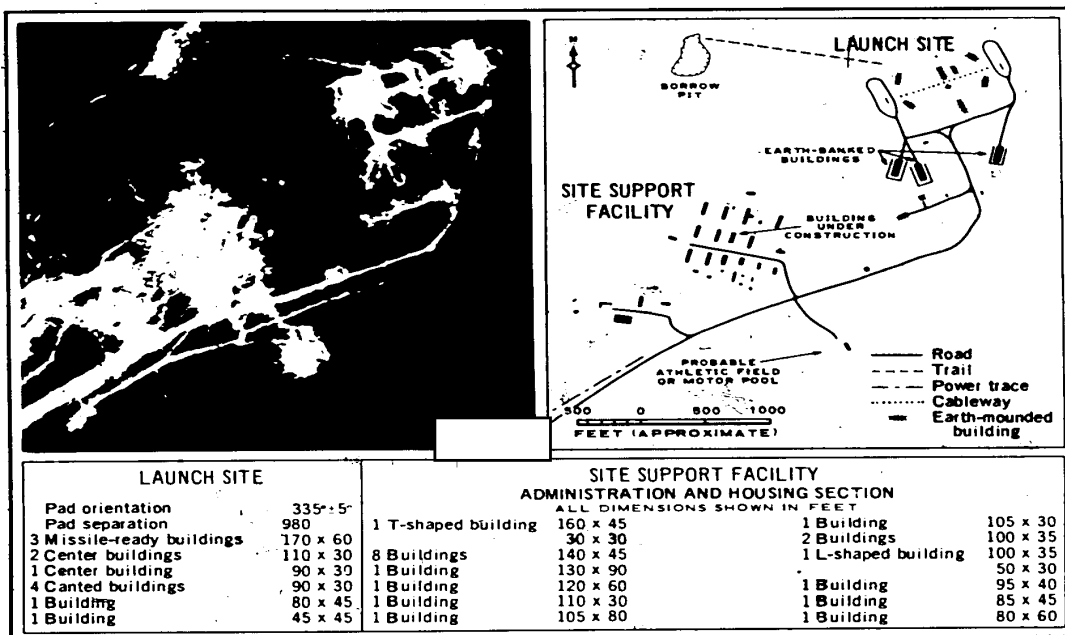 N
LAUNCH SITE
BORROW
PIT
EARTH-BANKED
BUILDINGS
SITE SUPPORT
FACILITY
BUILDING
UNDER
CONSTRUCTION
PROBABLE
ATHLETIC FIELD
OR MOTOR POOL
Road
Trail
Power trace
Cableway
Earth-mounded
building
500 0 500 1000
FEET (APPROXIMATE)
LAUNCH SITE
Pad orientation 335° ± 5°
Pad separation 980
3 Missile-ready buildings 170 x 60
2 Center buildings 110 x 30
1 Center building 90 x 30
4 Canted buildings 90 x 30
1 Building 80 x 45
1 Building 45 x 45
SITE SUPPORT FACILITY
ADMINISTRATION AND HOUSING SECTION
ALL DIMENSIONS SHOWN IN FEET
1 T-shaped building 160 x 45
30 x 30
8 Buildings 140 x 45
1 Building 130 x 90
1 Building 120 x 60
1 Building 110 x 30
1 Building 105 x 80
1 Building 105 x 30
2 Buildings 100 x 35
1 L-shaped building 100 x 35
50 x 30
1 Building 95 x 40
1 Building 85 x 45
1 Building 80 x 60